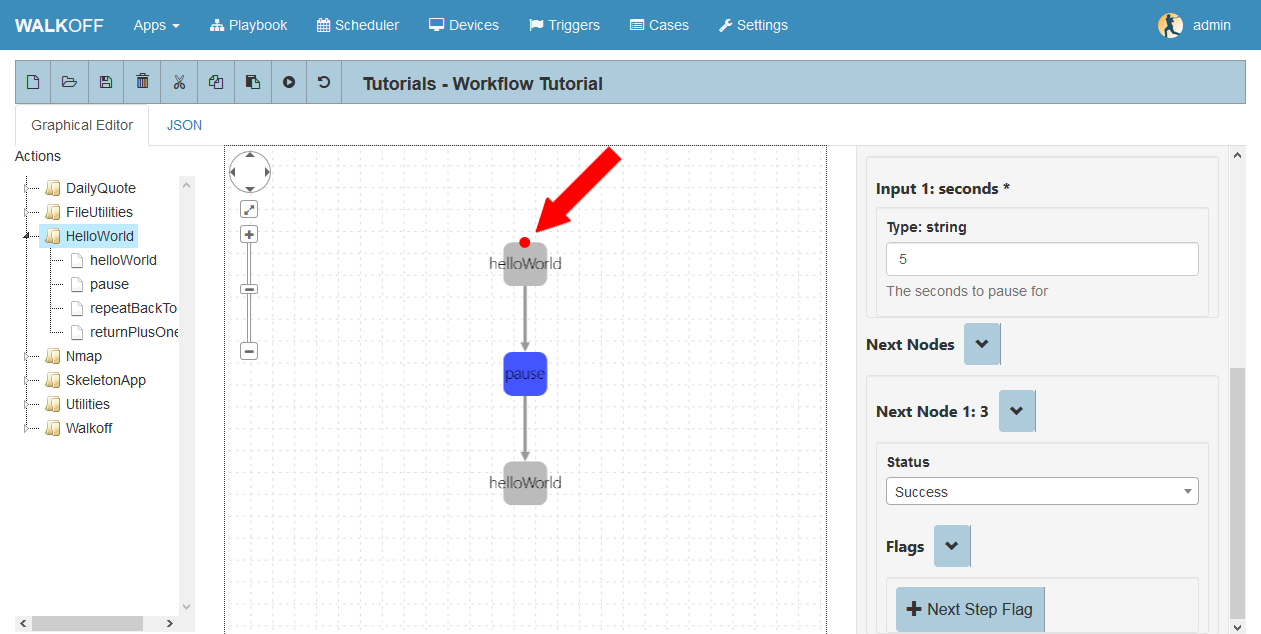 WALKOFF Apps Playbook Scheduler Devices Triggers Cases Settings admin
Tutorials - Workflow Tutorial
Graphical Editor JSON
Actions
DailyQuote
FileUtilities
HelloWorld
helloWorld
pause
repeatBackTo
returnPlusOne
Nmap
SkeletonApp
Utilities
Walkoff
helloWorld
pause
helloWorld
Input 1: seconds *
Type: string
5
The seconds to pause for
Next Nodes
Next Node 1: 3
Status
Success
Flags
Next Step Flag